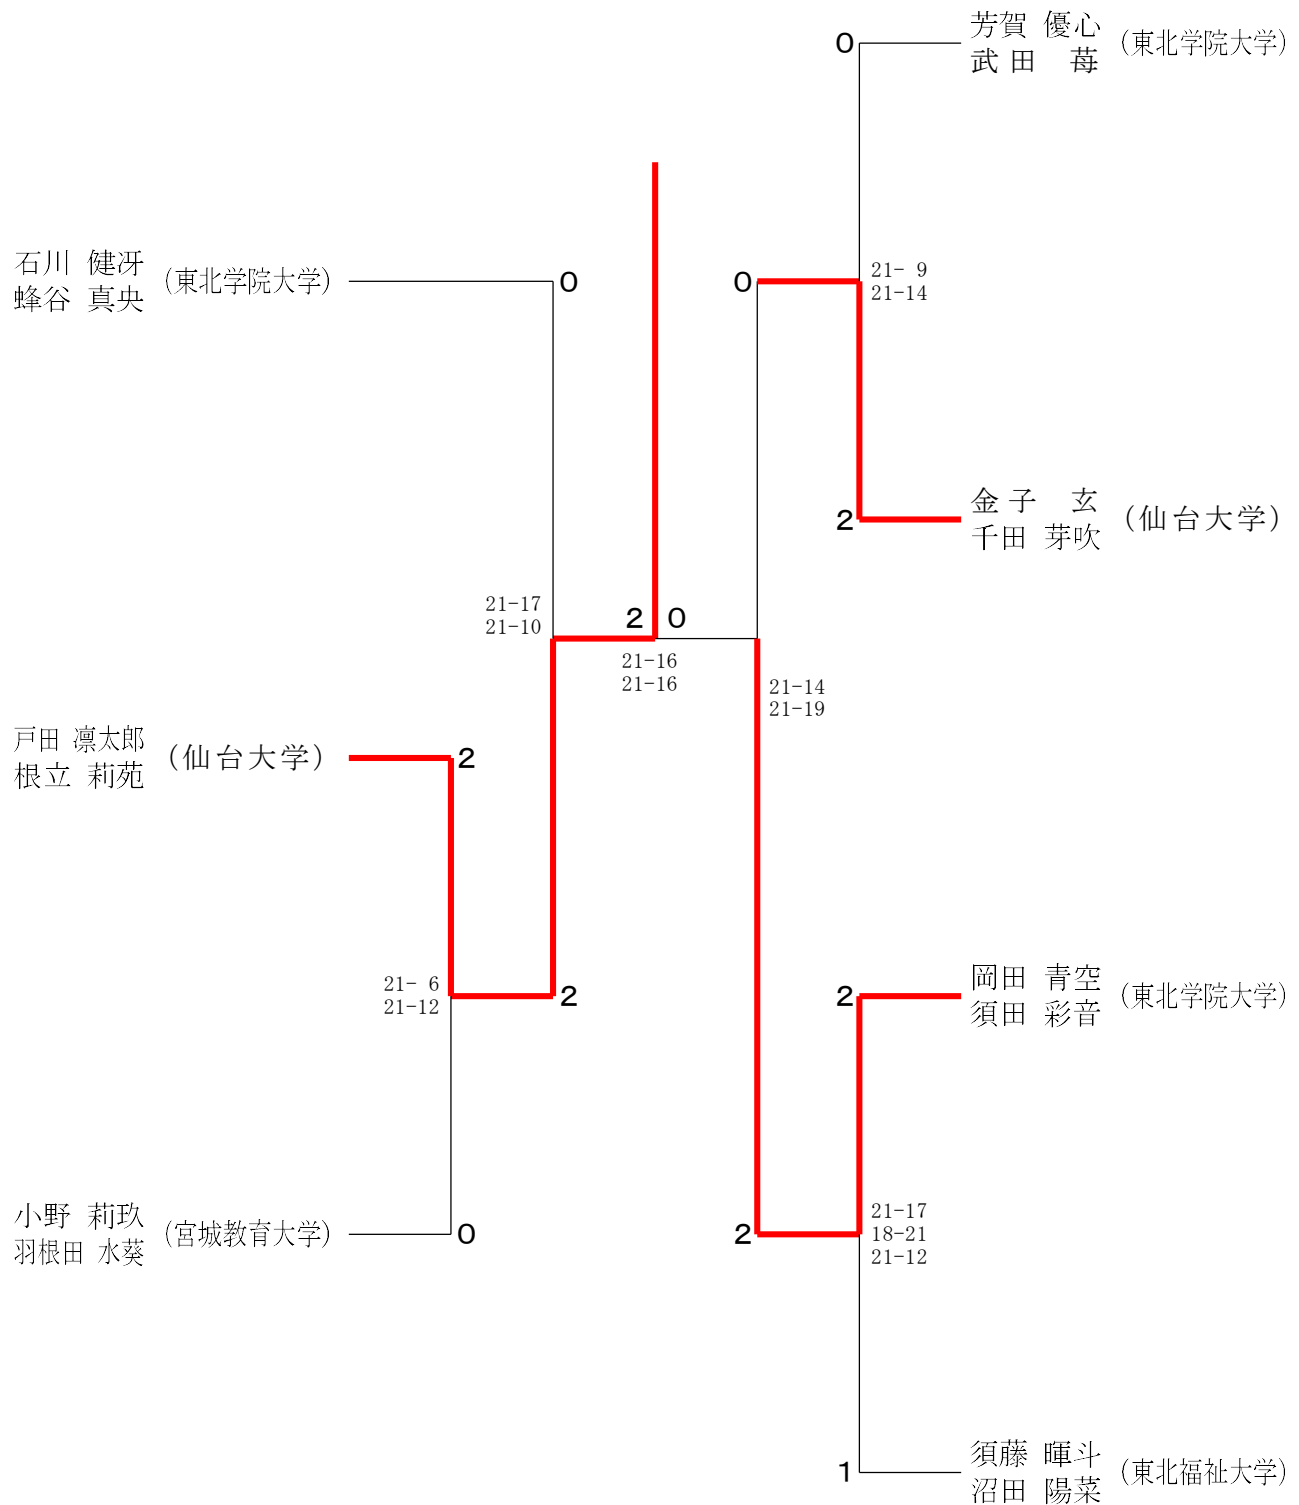 芳賀 優心
武田 苺
(東北学院大学)
0
石川 健冴
蜂谷 真央
(東北学院大学)
0
0
21- 9
21-14
金子 玄
千田 芽吹
(仙台大学)
2
21-17
21-10
2
0
21-16
21-16
21-14
21-19
戸田 凛太郎
根立 莉苑
(仙台大学)
2
21- 6
21-12
2
2
岡田 青空
須田 彩音
(東北学院大学)
小野 莉玖
羽根田 水葵
(宮城教育大学)
0
2
21-17
18-21
21-12
1
須藤 暉斗
沼田 陽菜
(東北福祉大学)